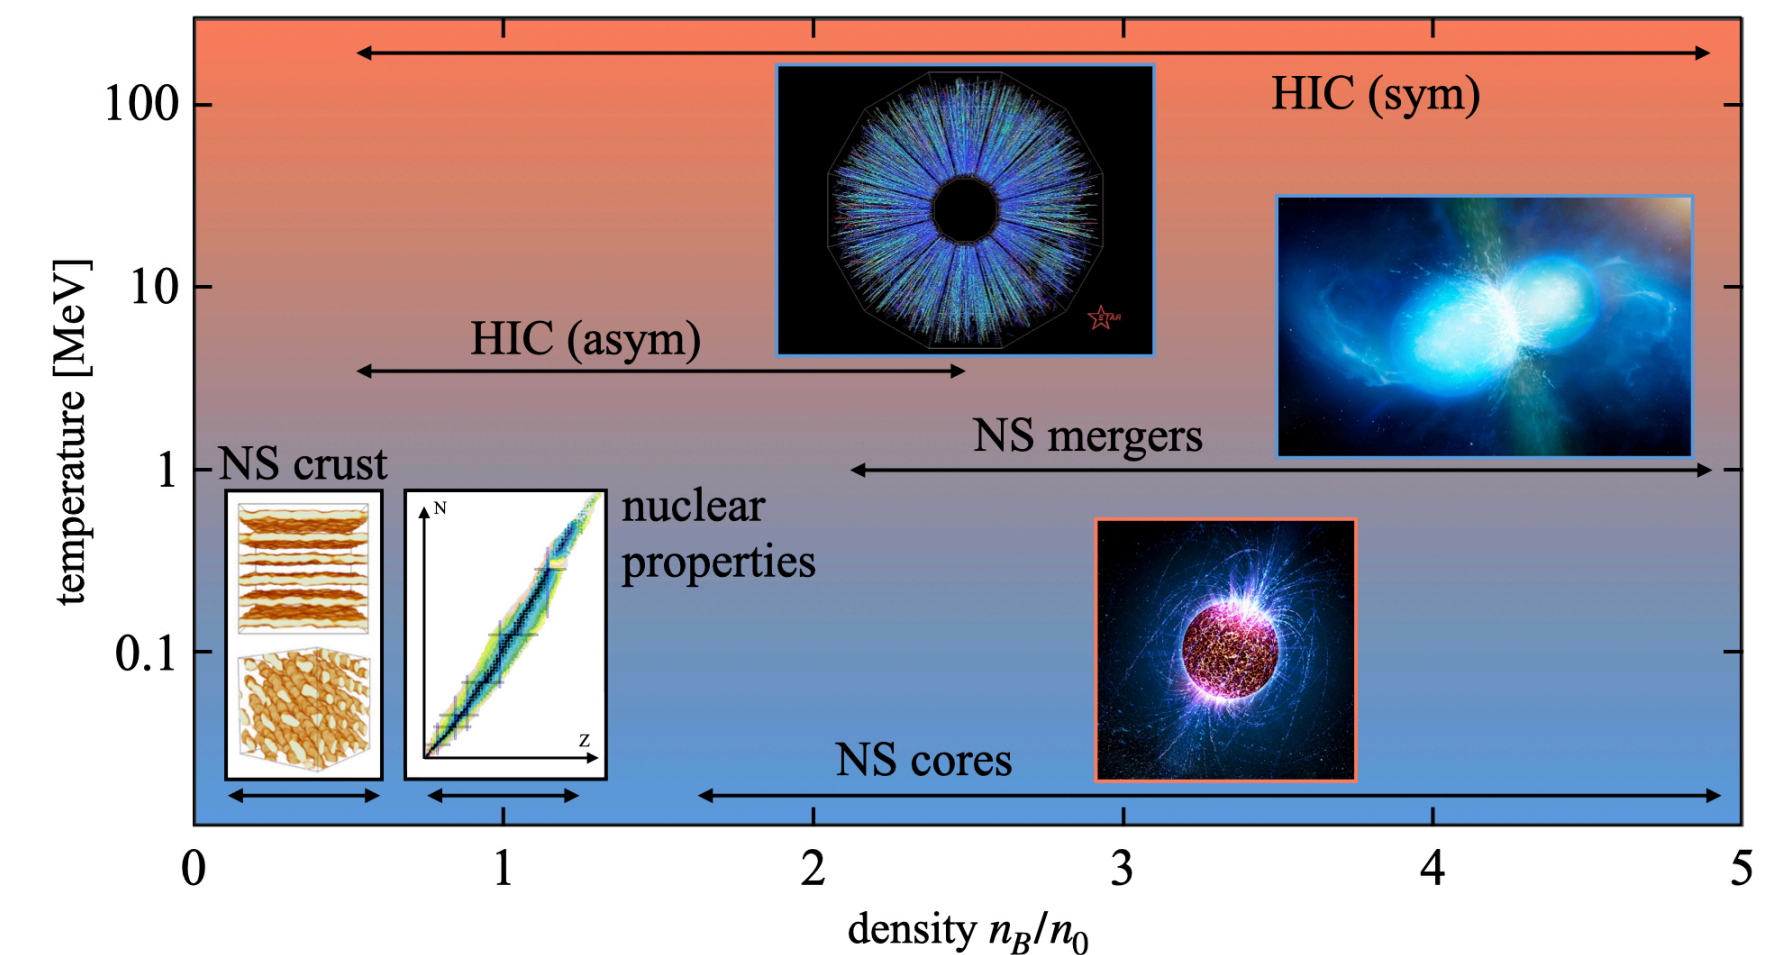 HIC (sym)
100
STAR
10
temperature [MeV]
HIC (asym)
NS mergers
1
NS crust
N
nuclear
properties
0.1
Z
NS cores
0 1 2 3 4 5
density n_B/n_0